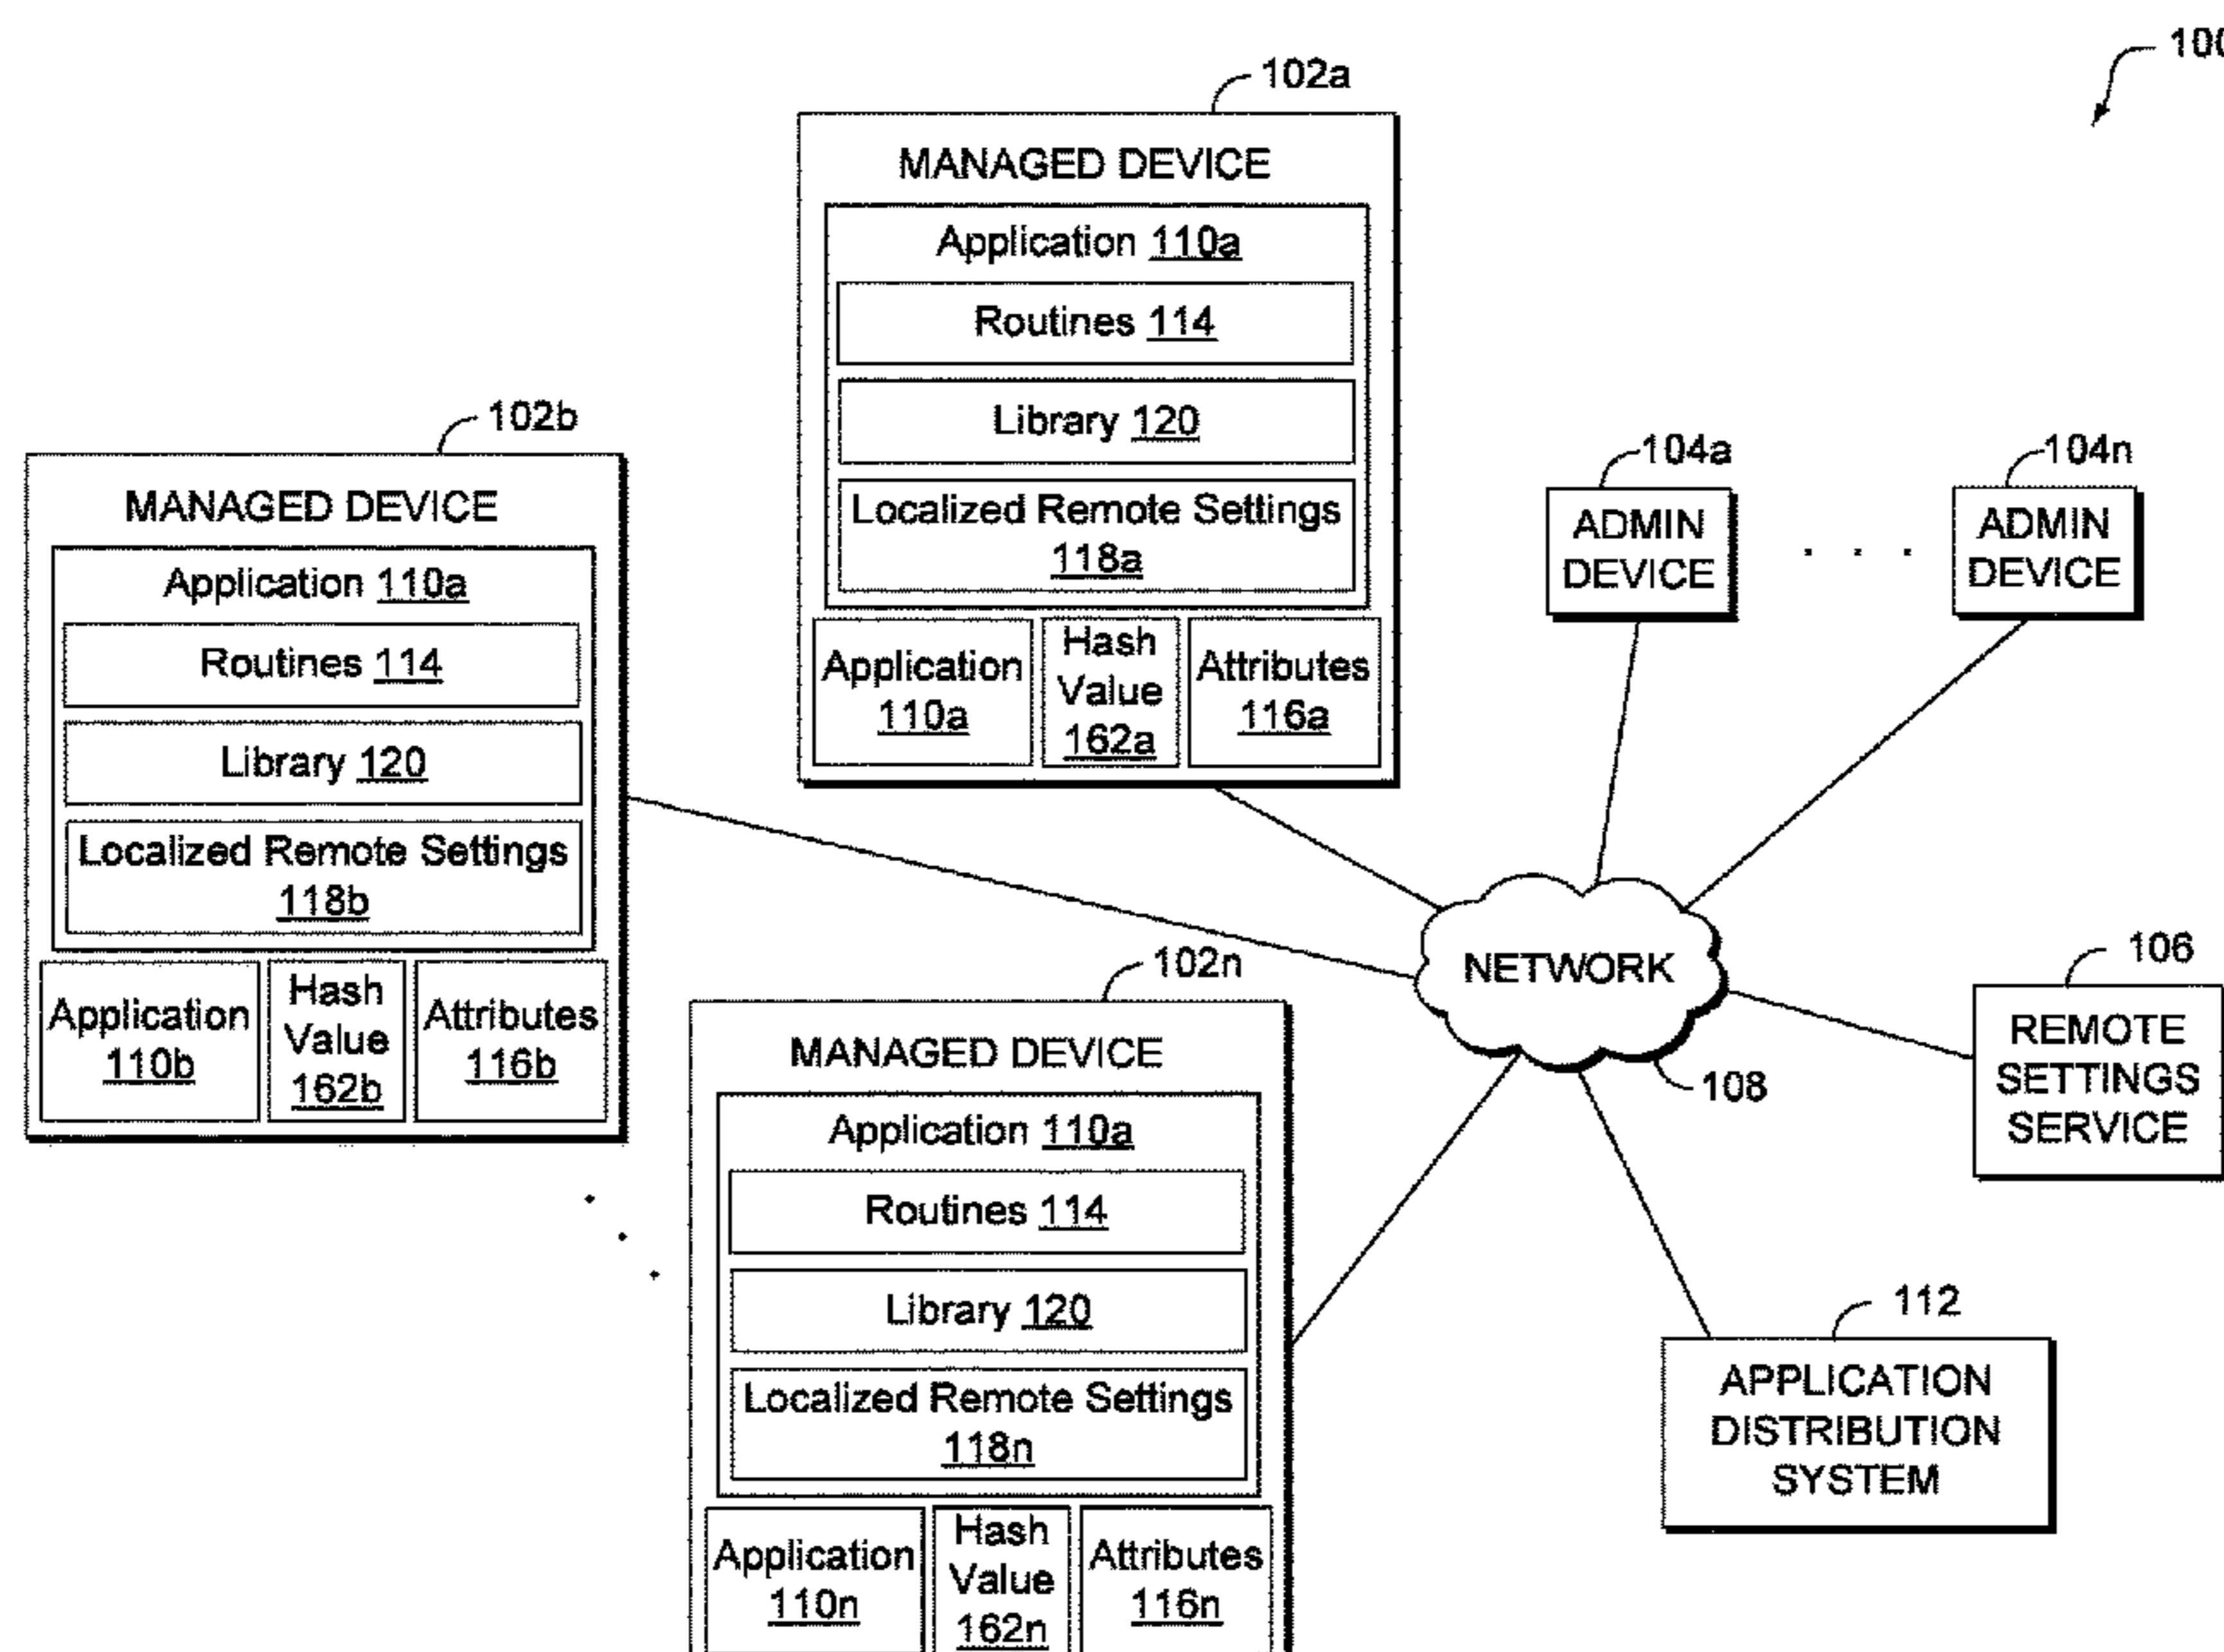 100
102a
MANAGED DEVICE
Application 110a
Routines 114
Library 120
Localized Remote Settings
118a
Application
110a
Hash
Value
162a
Attributes
116a
102b
MANAGED DEVICE
Application 110a
Routines 114
Library 120
Localized Remote Settings
118b
Application
110b
Hash
Value
162b
Attributes
116b
102n
MANAGED DEVICE
Application 110a
Routines 114
Library 120
Localized Remote Settings
118n
Application
110n
Hash
Value
162n
Attributes
116n
104a
ADMIN
DEVICE
. . .
104n
ADMIN
DEVICE
NETWORK
108
106
REMOTE
SETTINGS
SERVICE
112
APPLICATION
DISTRIBUTION
SYSTEM